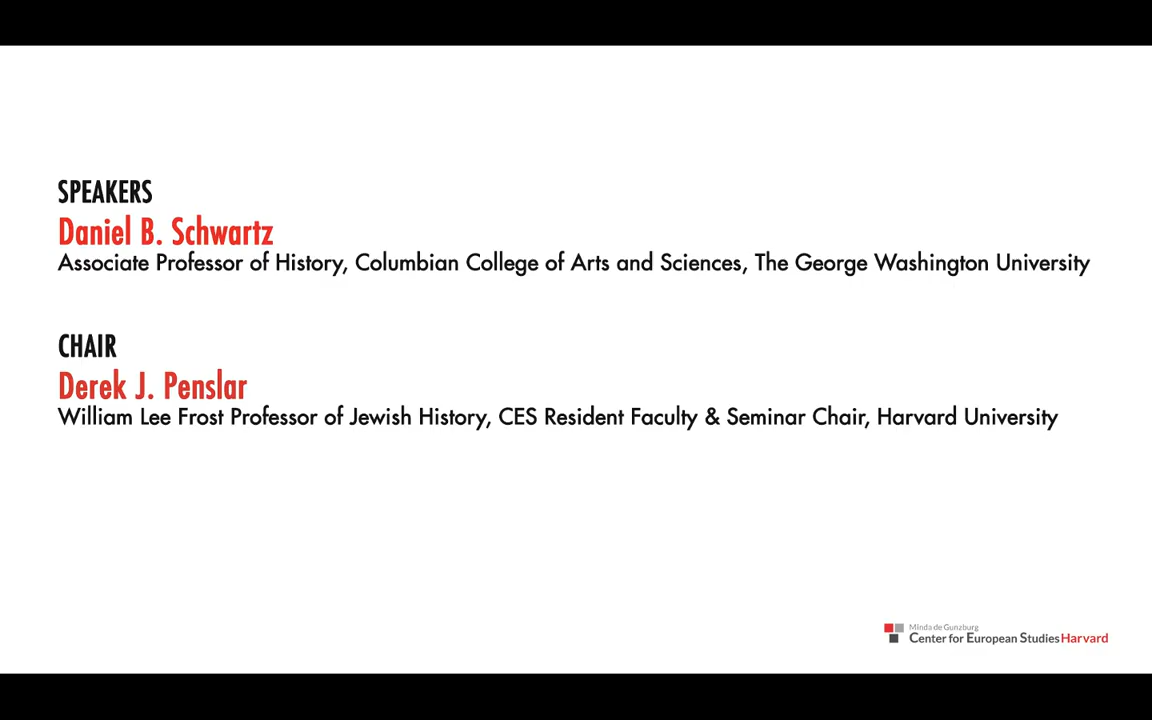 SPEAKERS
Daniel B. Schwartz
Associate Professor of History, Columbian College of Arts and Sciences, The George Washington University
CHAIR
Derek J. Penslar
William Lee Frost Professor of Jewish History, CES Resident Faculty & Seminar Chair, Harvard University
Minda de Gunzburg
Center for European Studies Harvard